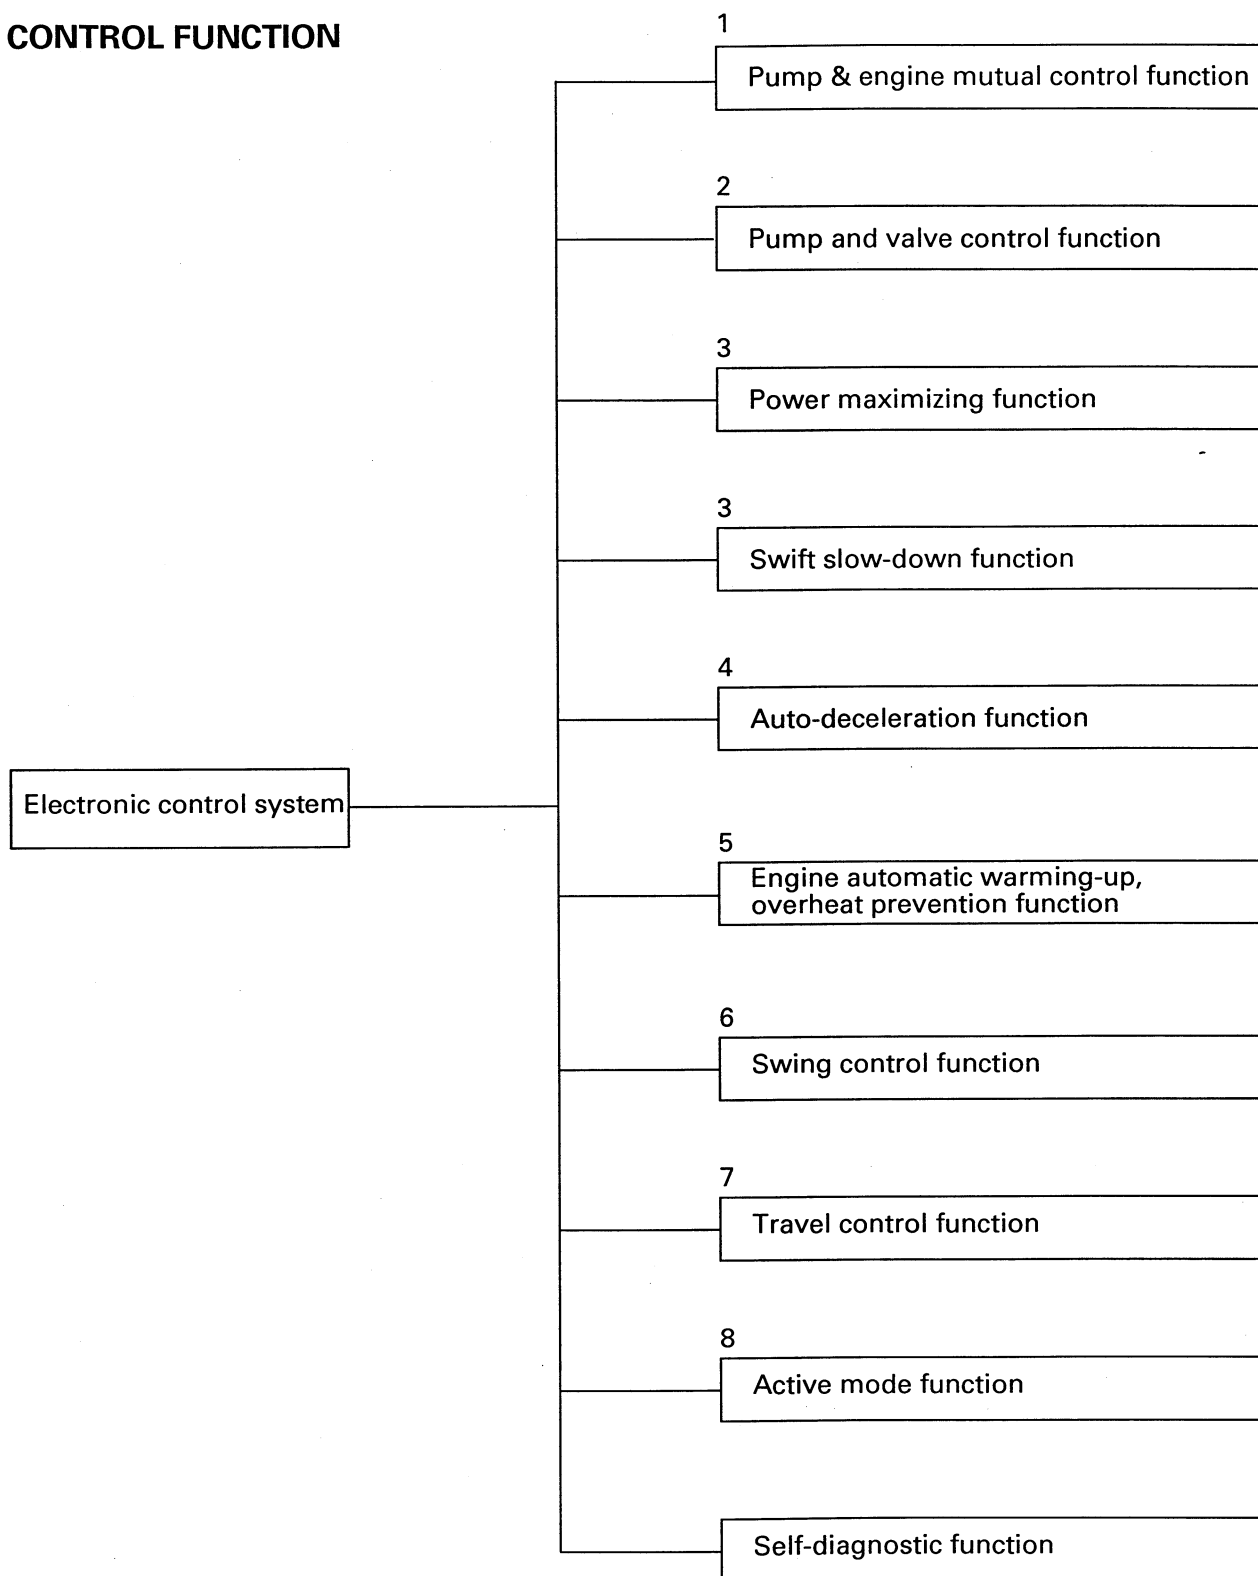 CONTROL FUNCTION
1
Pump & engine mutual control function
2
Pump and valve control function
3
Power maximizing function
3
Swift slow-down function
4
Auto-deceleration function
Electronic control system
5
Engine automatic warming-up,
overheat prevention function
6
Swing control function
7
Travel control function
8
Active mode function
Self-diagnostic function